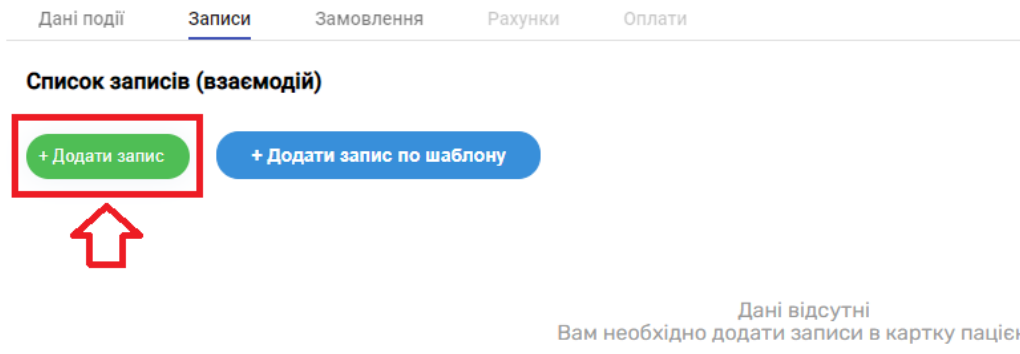 Дані події Записи Замовлення Рахунки Оплати
Список записів (взаємодій)
+ Додати запис + Додати запис по шаблону
Дані відсутні
Вам необхідно додати записи в картку